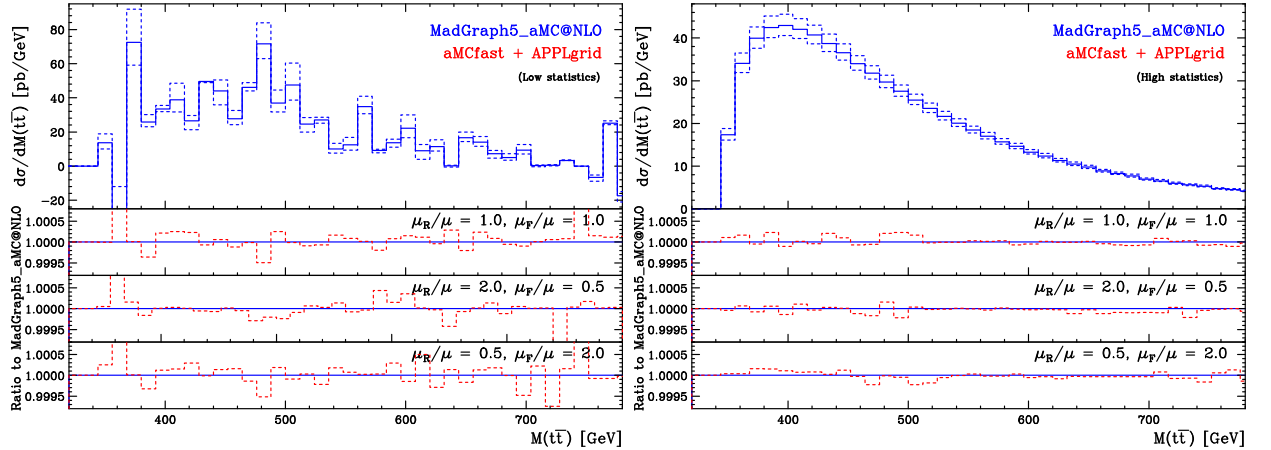 dσ/dM(tt̅) [pb/GeV]
80
60
40
20
0
−20
MadGraph5_aMC@NLO
aMCfast + APPLgrid
(Low statistics)
Ratio to MadGraph5_aMC@NLO
1.0005
1.0000
0.9995
μR/μ = 1.0, μF/μ = 1.0
1.0005
1.0000
0.9995
μR/μ = 2.0, μF/μ = 0.5
1.0005
1.0000
0.9995
μR/μ = 0.5, μF/μ = 2.0
400
500
600
700
M(tt̅) [GeV]
dσ/dM(tt̅) [pb/GeV]
40
30
20
10
0
MadGraph5_aMC@NLO
aMCfast + APPLgrid
(High statistics)
Ratio to MadGraph5_aMC@NLO
1.0005
1.0000
0.9995
μR/μ = 1.0, μF/μ = 1.0
1.0005
1.0000
0.9995
μR/μ = 2.0, μF/μ = 0.5
1.0005
1.0000
0.9995
μR/μ = 0.5, μF/μ = 2.0
400
500
600
700
M(tt̅) [GeV]